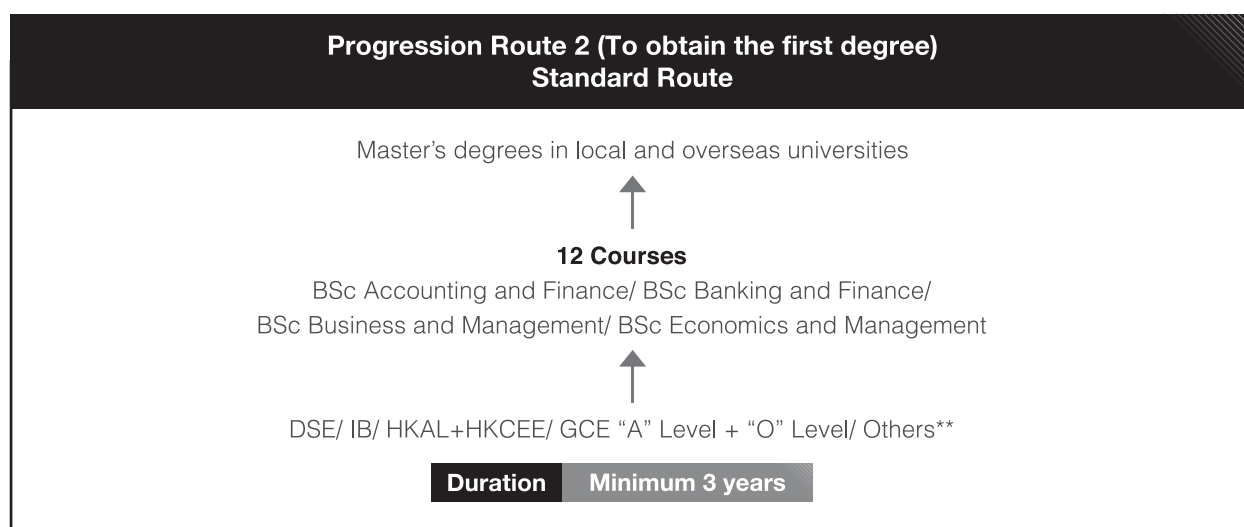 Progression Route 2 (To obtain the first degree)
Standard Route
Master’s degrees in local and overseas universities
12 Courses
BSc Accounting and Finance/ BSc Banking and Finance/
BSc Business and Management/ BSc Economics and Management
DSE/ IB/ HKAL+HKCEE/ GCE “A” Level + “O” Level/ Others**
Duration Minimum 3 years